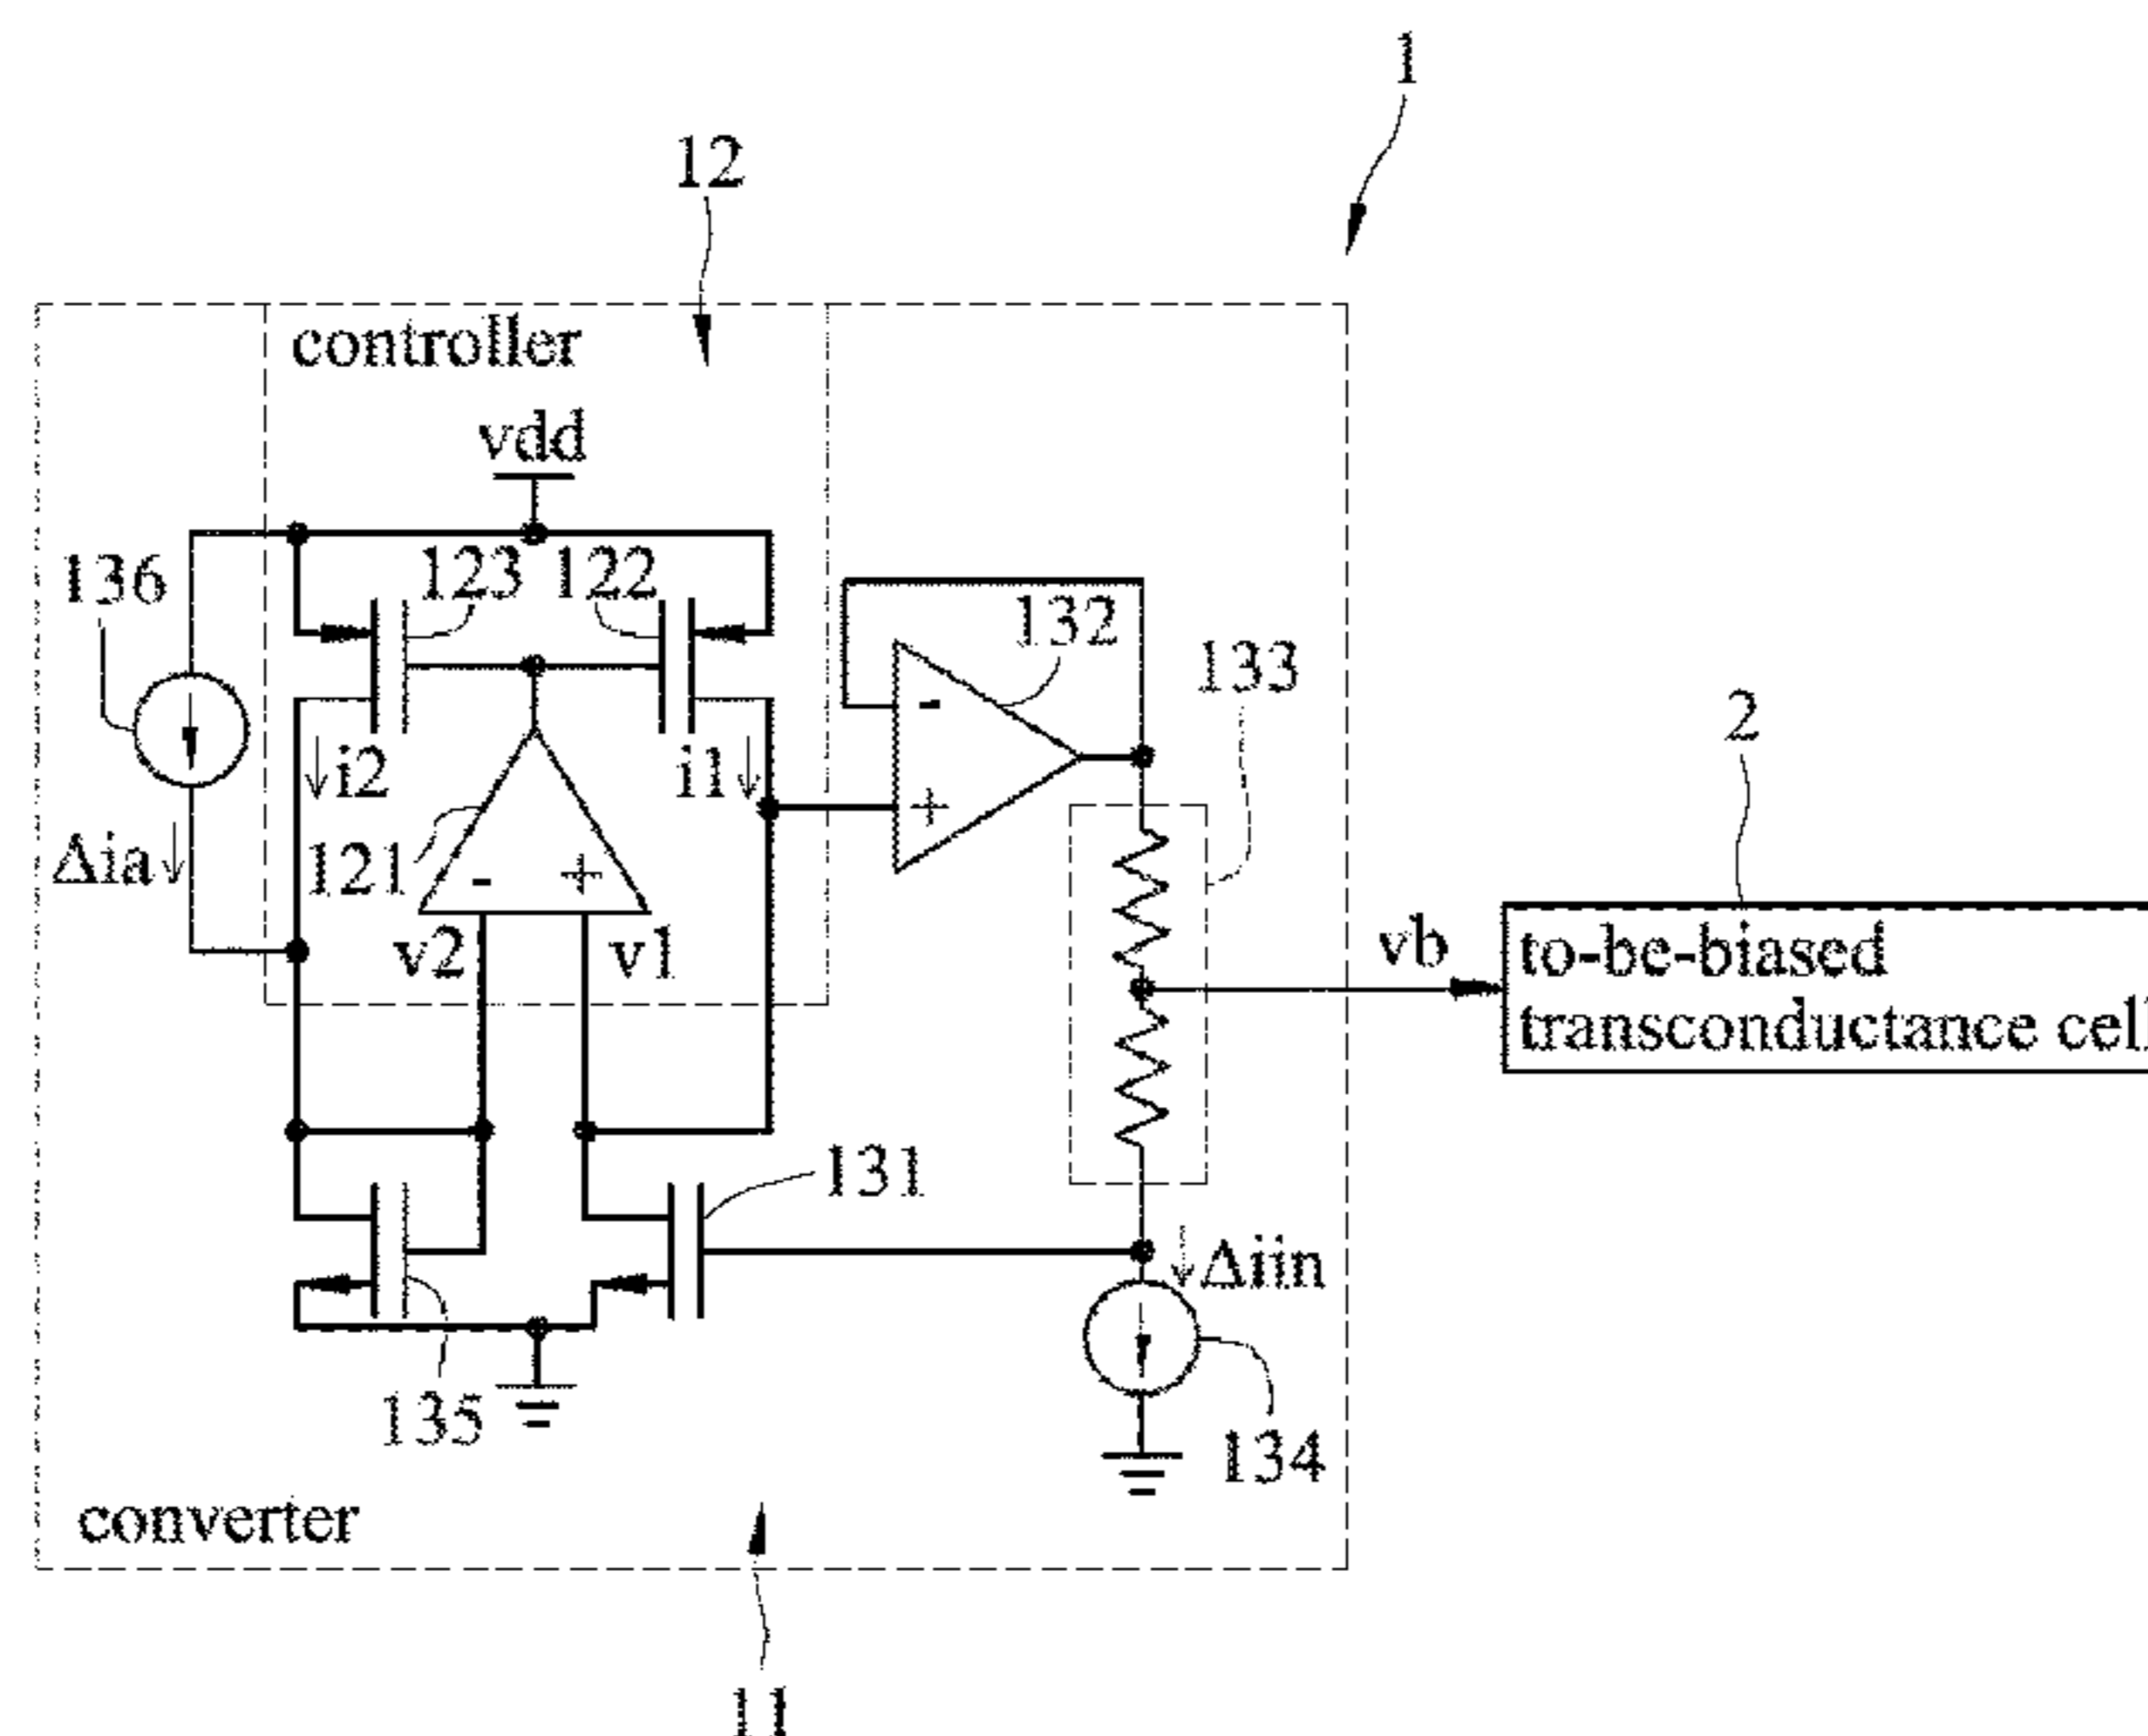 1
12
controller
vdd
136
123
122
132
133
2
i2
i1
-
+
Δia
121
-
+
v2
v1
vb
to-be-biased
transconductance cell
131
Δiin
135
134
converter
11